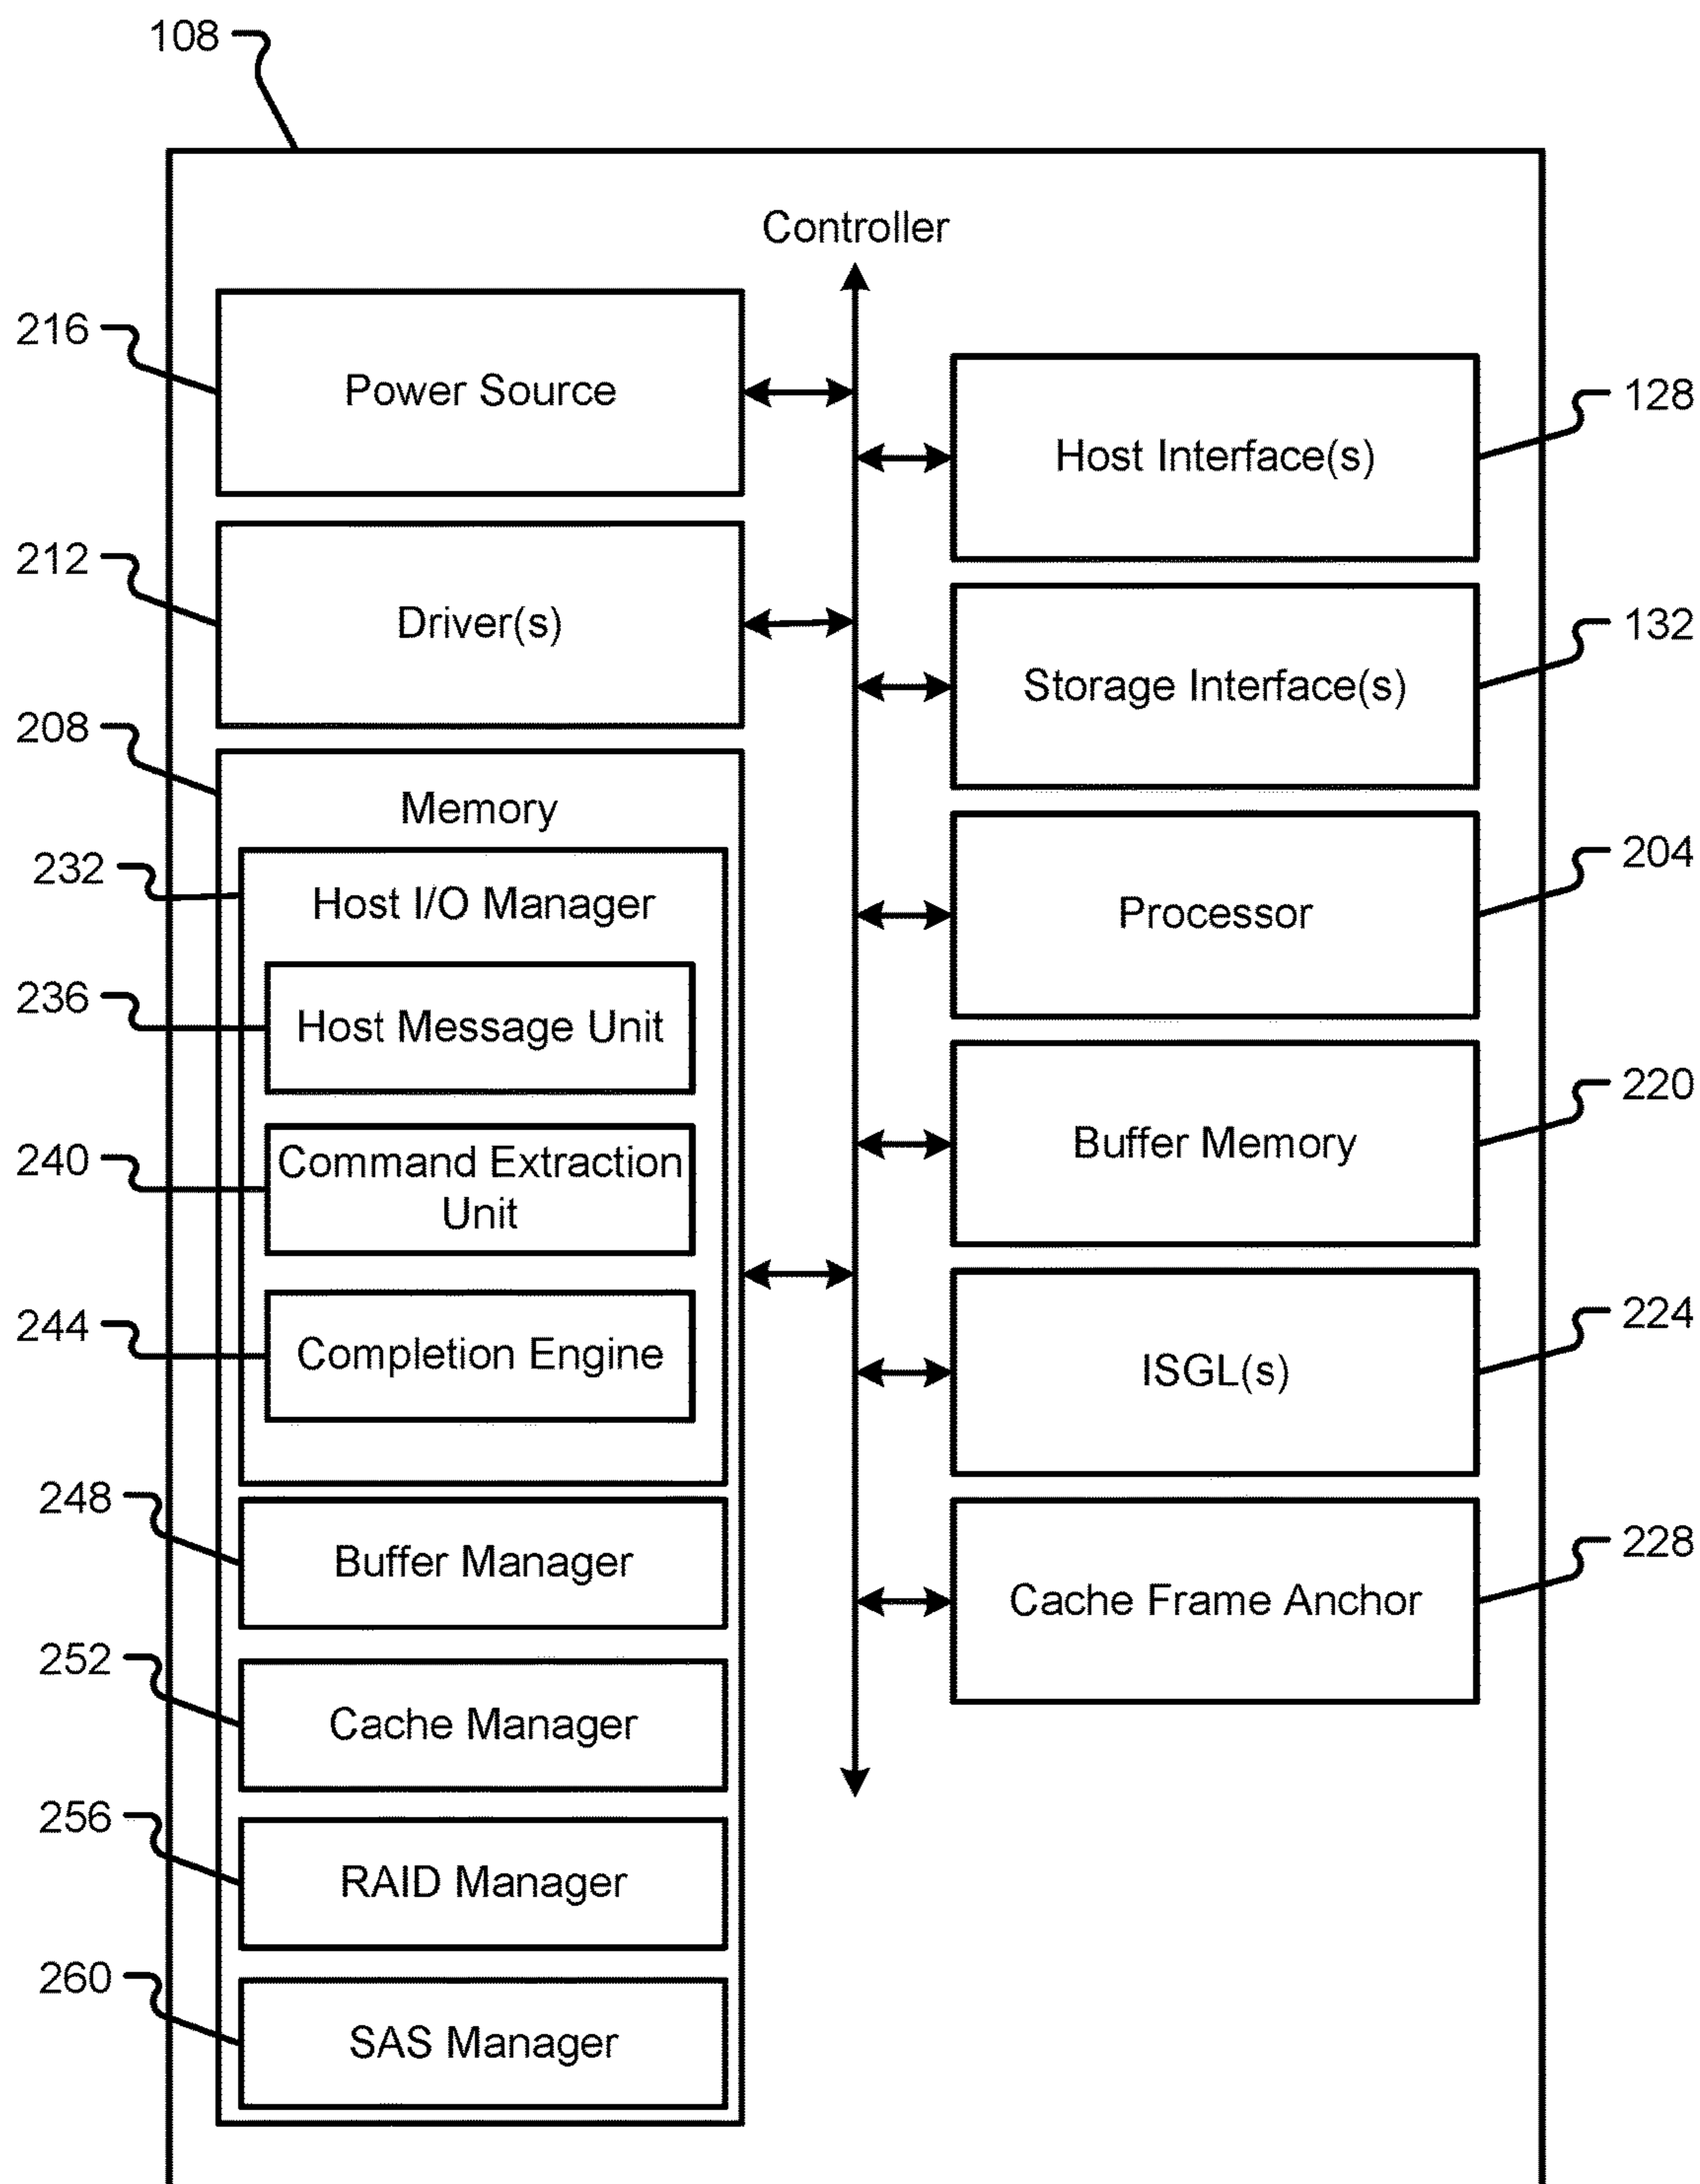 108
Controller
216
Power Source
128
Host Interface(s)
212
Driver(s)
132
Storage Interface(s)
208
Memory
232
Host I/O Manager
204
Processor
236
Host Message Unit
220
Buffer Memory
240
Command Extraction
Unit
244
Completion Engine
224
ISGL(s)
248
Buffer Manager
228
Cache Frame Anchor
252
Cache Manager
256
RAID Manager
260
SAS Manager